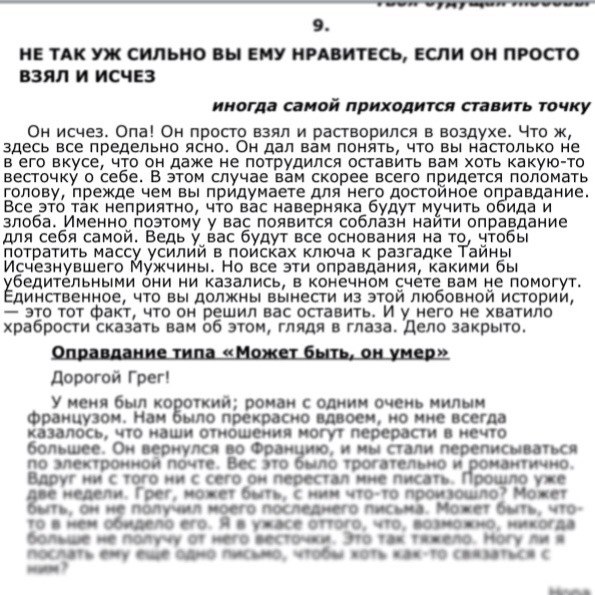 9.
НЕ ТАК УЖ СИЛЬНО ВЫ ЕМУ НРАВИТЕСЬ, ЕСЛИ ОН ПРОСТО
ВЗЯЛ И ИСЧЕЗ
иногда самой приходится ставить точку
Он исчез. Опа! Он просто взял и растворился в воздухе. Что ж,
здесь все предельно ясно. Он дал вам понять, что вы настолько не
в его вкусе, что он даже не потрудился оставить вам хоть какую-то
весточку о себе. В этом случае вам скорее всего придется поломать
голову, прежде чем вы придумаете для него достойное оправдание.
Все это так неприятно, что вас наверняка будут мучить обида и
злоба. Именно поэтому у вас появится соблазн найти оправдание
для себя самой. Ведь у вас будут все основания на то, чтобы
потратить массу усилий в поисках ключа к разгадке Тайны
Исчезнувшего Мужчины. Но все эти оправдания, какими бы
убедительными они ни казались, в конечном счете вам не помогут.
Единственное, что вы должны вынести из этой любовной истории,
— это тот факт, что он решил вас оставить. И у него не хватило
храбрости сказать вам об этом, глядя в глаза. Дело закрыто.
Оправдание типа «Может быть, он умер»
Дорогой Грег!
У меня был короткий; роман с одним очень милым
французом. Нам было прекрасно вдвоем, но мне всегда
казалось, что наши отношения могут перерасти в нечто
большее. Он вернулся во Францию, и мы стали переписываться
по электронной почте. Вес это было трогательно и романтично.
Вдруг ни с того ни с сего он перестал мне писать. Прошло уже
две недели. Грег, может быть, с ним что-то произошло? Может
быть, он не получил моего последнего письма. Может быть, что-
то в нем обидело его. Я в ужасе оттого, что, возможно, никогда
больше не получу от него весточки. Это так тяжело. Могу ли я
послать ему еще одно письмо, чтобы хоть как-то связаться с
ним?